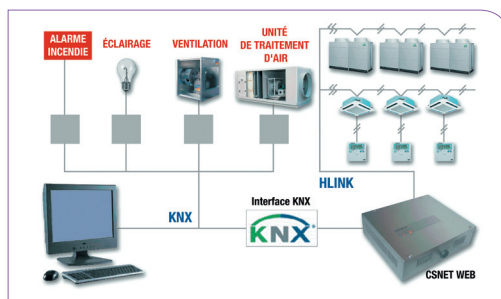 ALARME
INCENDIE
ÉCLAIRAGE
VENTILATION
UNITÉ
DE TRAITEMENT
D'AIR
KNX
Interface KNX
KNX®
HLINK
CSNET WEB